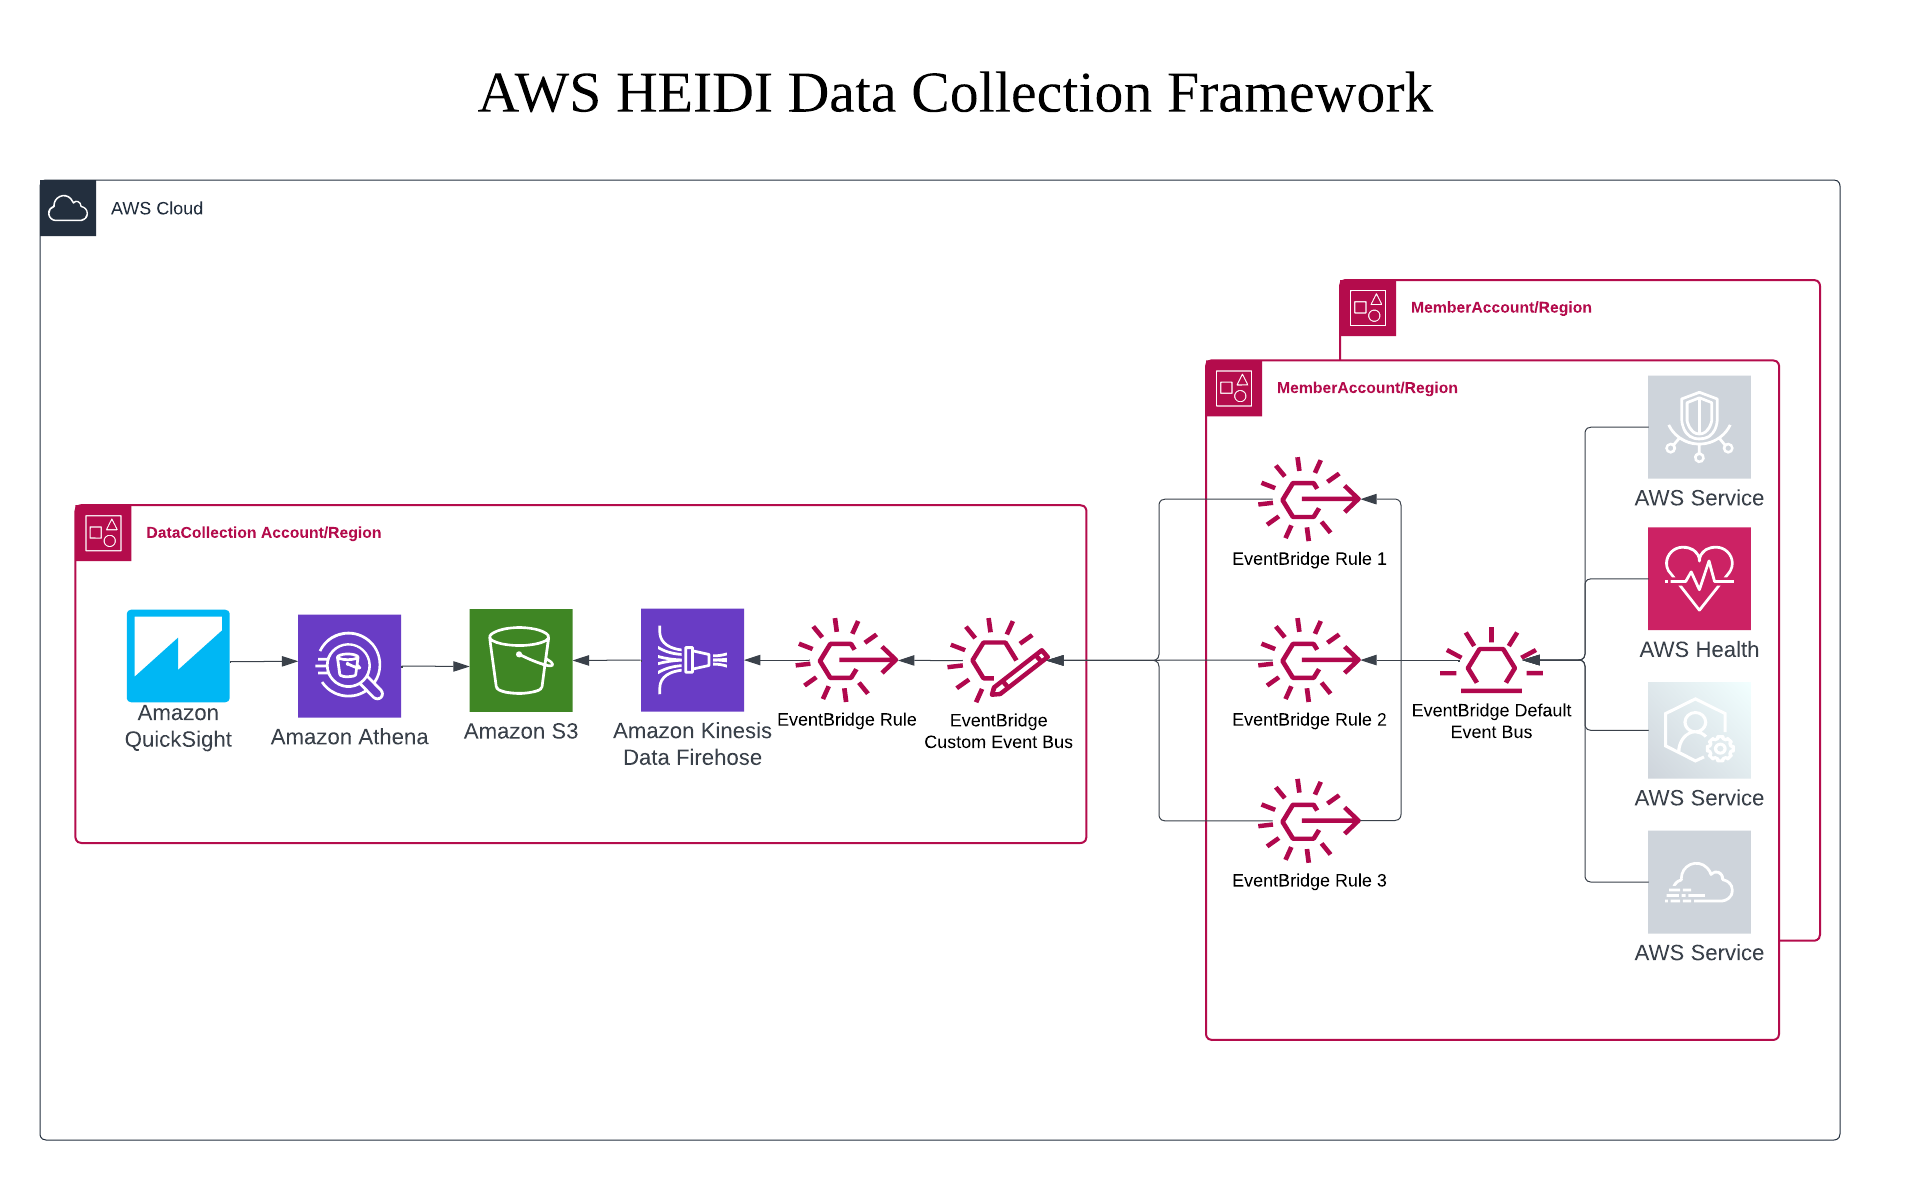 AWS HEIDI Data Collection Framework
AWS Cloud
MemberAccount/Region
MemberAccount/Region
AWS Service
DataCollection Account/Region
EventBridge Rule 1
AWS Health
Amazon
QuickSight
Amazon Athena
Amazon S3
Amazon Kinesis
Data Firehose
EventBridge Rule
EventBridge
Custom Event Bus
EventBridge Rule 2
EventBridge Default
Event Bus
AWS Service
EventBridge Rule 3
AWS Service